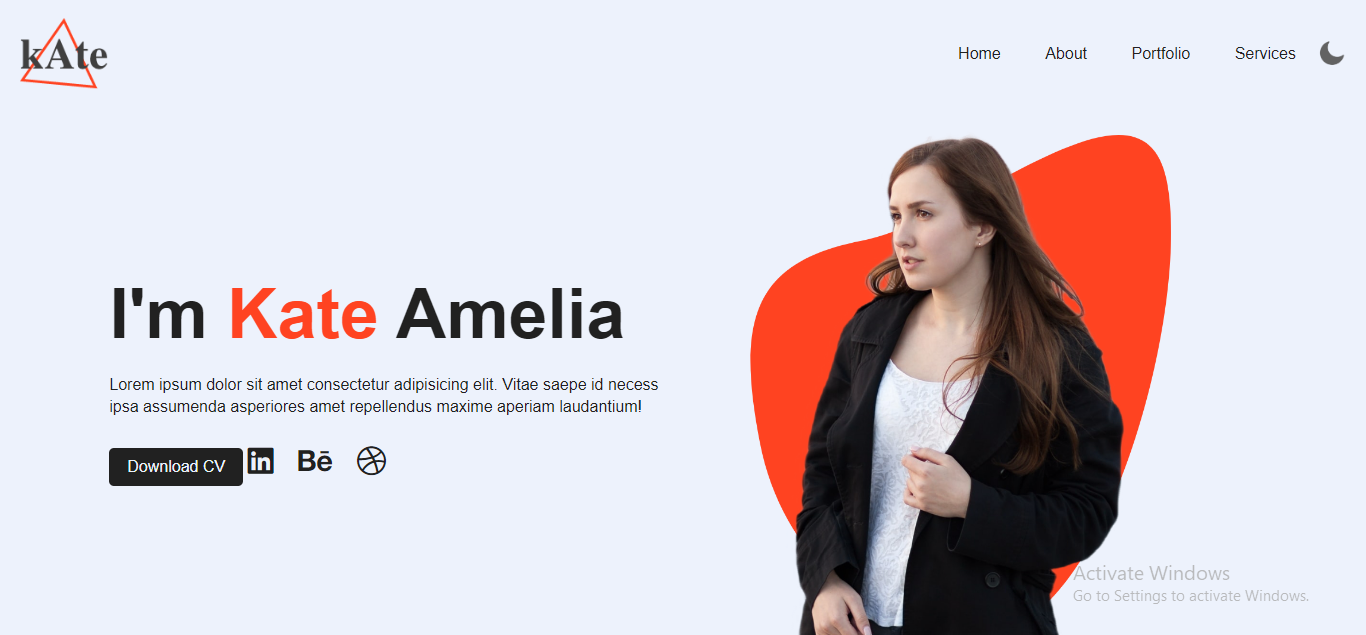 kAte
Home About Portfolio Services
I'm Kate Amelia
Lorem ipsum dolor sit amet consectetur adipisicing elit. Vitae saepe id necess
ipsa assumenda asperiores amet repellendus maxime aperiam laudantium!
Download CV in Bē
Activate Windows
Go to Settings to activate Windows.